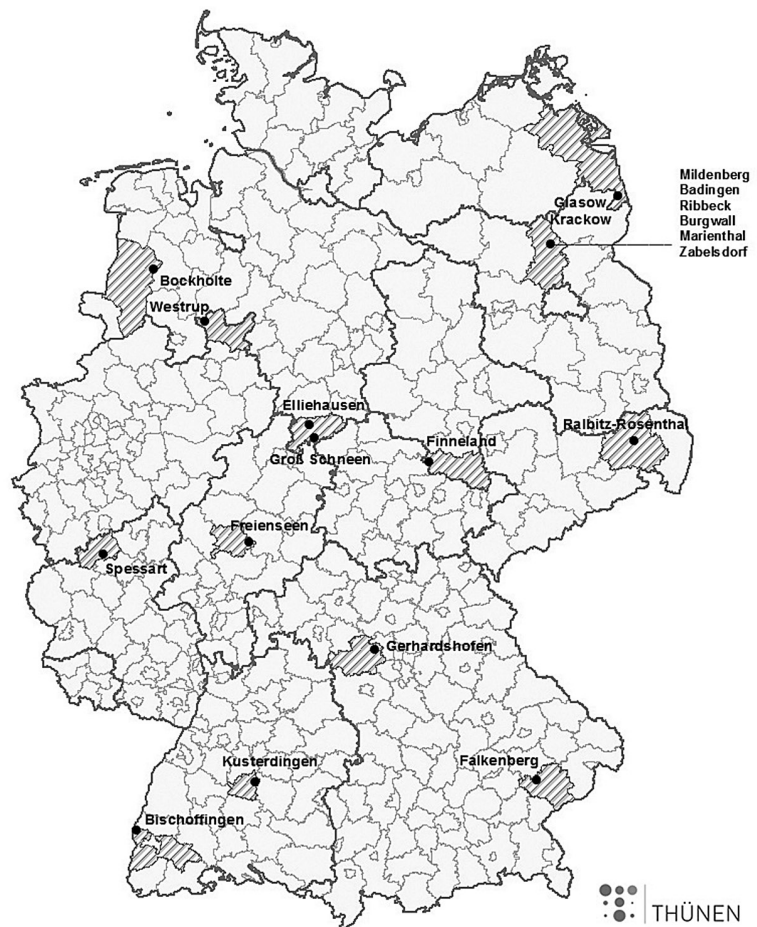 Mildenberg
Badingen
Ribbeck
Burgwall
Marienthal
Zabelsdorf
Glasow
Krackow
Bockholte
Westrup
Elliehausen
Groß Schneen
Finneland
Ralbitz-Rosentha
Freienseen
Spessart
Gerhardshofen
Kusterdingen
Falkenberg
Bischoffingen
THÜNEN